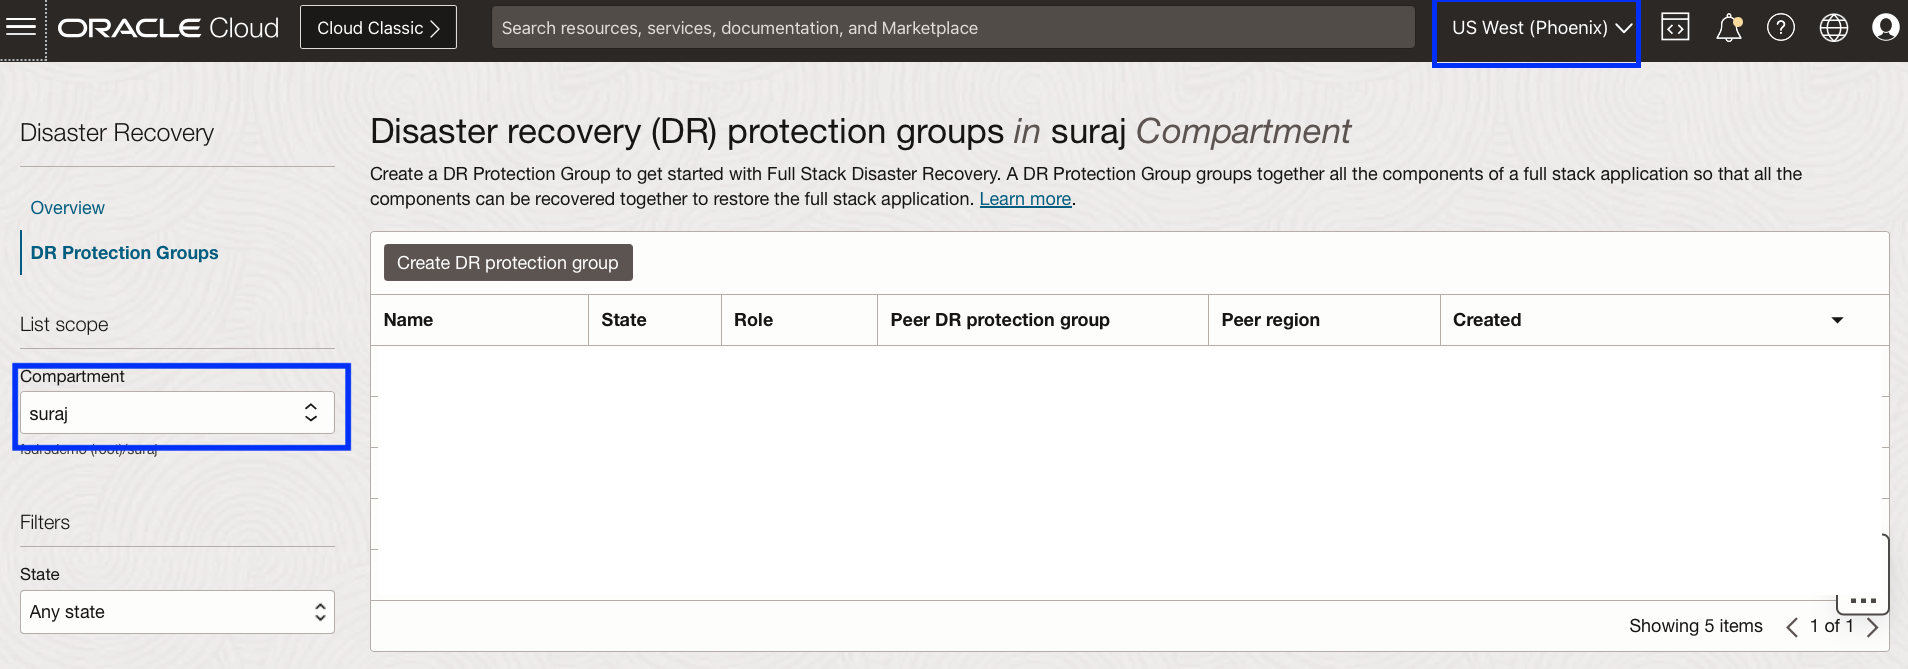 ORACLE Cloud
Cloud Classic
Search resources, services, documentation, and Marketplace
US West (Phoenix)
Disaster Recovery
Overview
DR Protection Groups
List scope
Compartment
suraj
fsdrsdemo (root)/suraj
Filters
State
Any state
Disaster recovery (DR) protection groups in suraj Compartment
Create a DR Protection Group to get started with Full Stack Disaster Recovery. A DR Protection Group groups together all the components of a full stack application so that all the
components can be recovered together to restore the full stack application. Learn more.
Create DR protection group
Name State Role Peer DR protection group Peer region Created
Showing 5 items 1 of 1